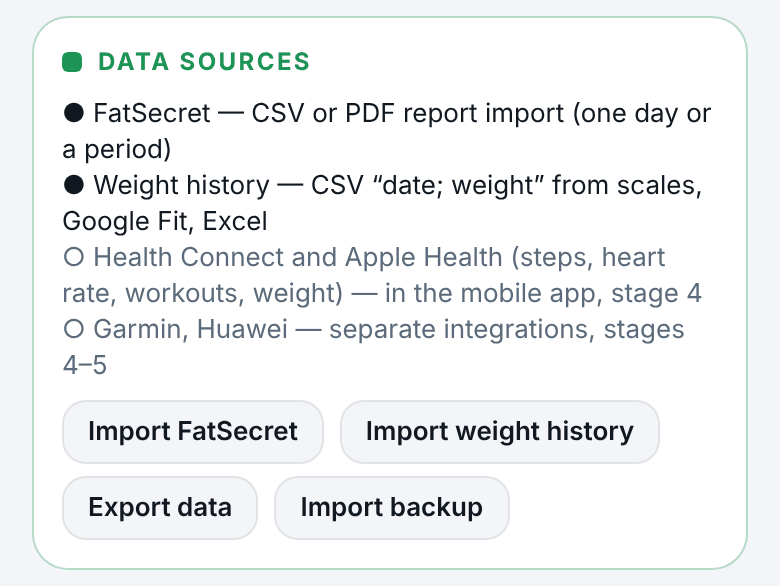 DATA SOURCES
● FatSecret — CSV or PDF report import (one day or
a period)
● Weight history — CSV “date; weight” from scales,
Google Fit, Excel
○ Health Connect and Apple Health (steps, heart
rate, workouts, weight) — in the mobile app, stage 4
○ Garmin, Huawei — separate integrations, stages
4–5
Import FatSecret
Import weight history
Export data
Import backup